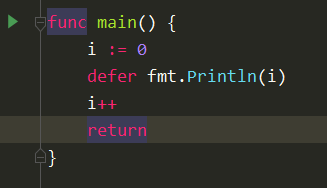 func main() {
    i := 0
    defer fmt.Println(i)
    i++
    return
}